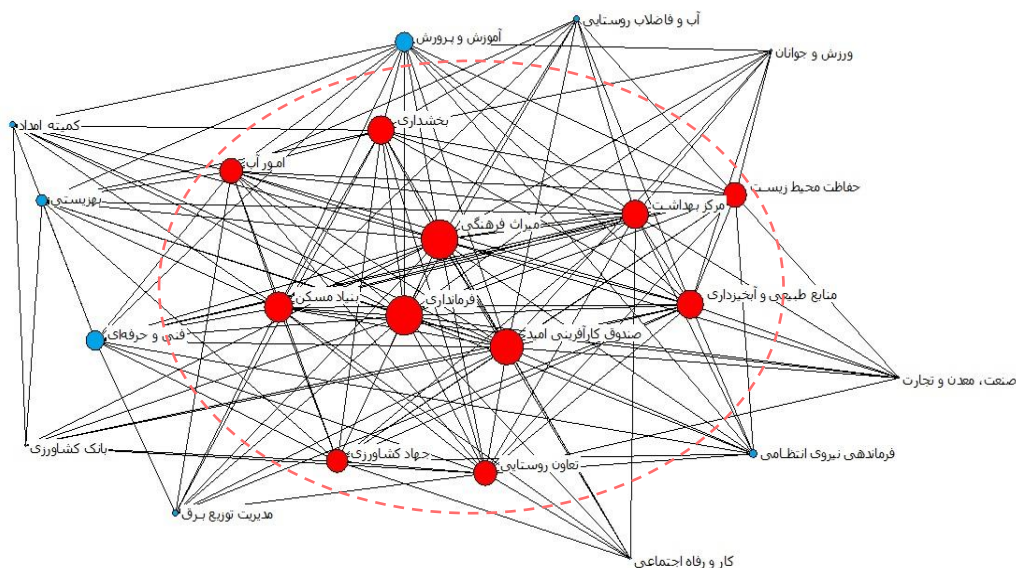 آب و فاضلاب روستایی
آموزش و پرورش
ورزش و جوانان
بخشداری
کمیته امداد
امور آب
حفاظت محیط زیست
بهزیستی
مرکز بهداشت
میراث فرهنگی
بنیاد مسکن
فرمانداری
منابع طبیعی و آبخیزداری
فنی و حرفه‌ای
صندوق کارآفرینی امید
صنعت، معدن و تجارت
بانک کشاورزی
جهاد کشاورزی
تعاون روستایی
فرماندهی نیروی انتظامی
مدیریت توزیع برق
کار و رفاه اجتماعی